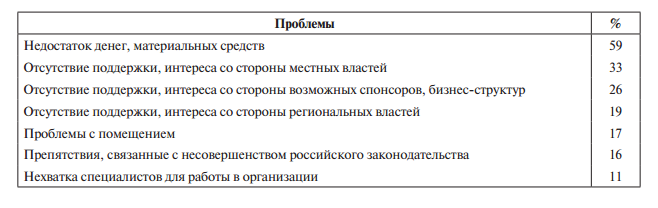 Проблемы %
Недостаток денег, материальных средств 59
Отсутствие поддержки, интереса со стороны местных властей 33
Отсутствие поддержки, интереса со стороны возможных спонсоров, бизнес-структур 26
Отсутствие поддержки, интереса со стороны региональных властей 19
Проблемы с помещением 17
Препятствия, связанные с несовершенством российского законодательства 16
Нехватка специалистов для работы в организации 11